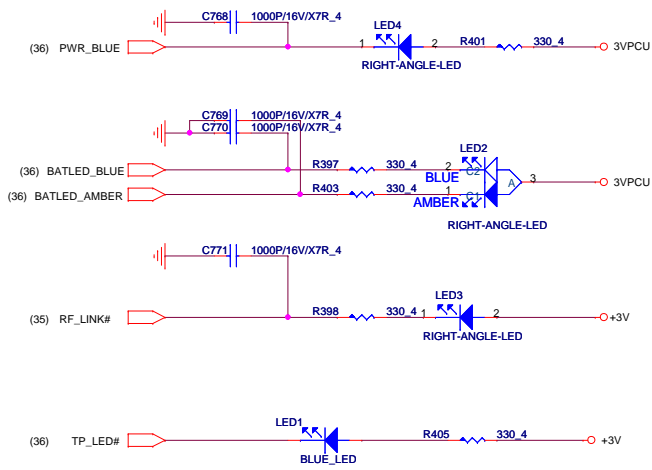 C768 1000P/16V/X7R_4
LED4
(36) PWR_BLUE 1 2 R401 330_4 3VPCU
RIGHT-ANGLE-LED
C769 1000P/16V/X7R_4
C770 1000P/16V/X7R_4
LED2
(36) BATLED_BLUE R397 330_4 2 C2
BLUE
A 3 3VPCU
(36) BATLED_AMBER R403 330_4 1 C1
AMBER
RIGHT-ANGLE-LED
C771 1000P/16V/X7R_4
LED3
(35) RF_LINK# R398 330_4 1 2 +3V
RIGHT-ANGLE-LED
LED1
(36) TP_LED# R405 330_4 +3V
BLUE_LED